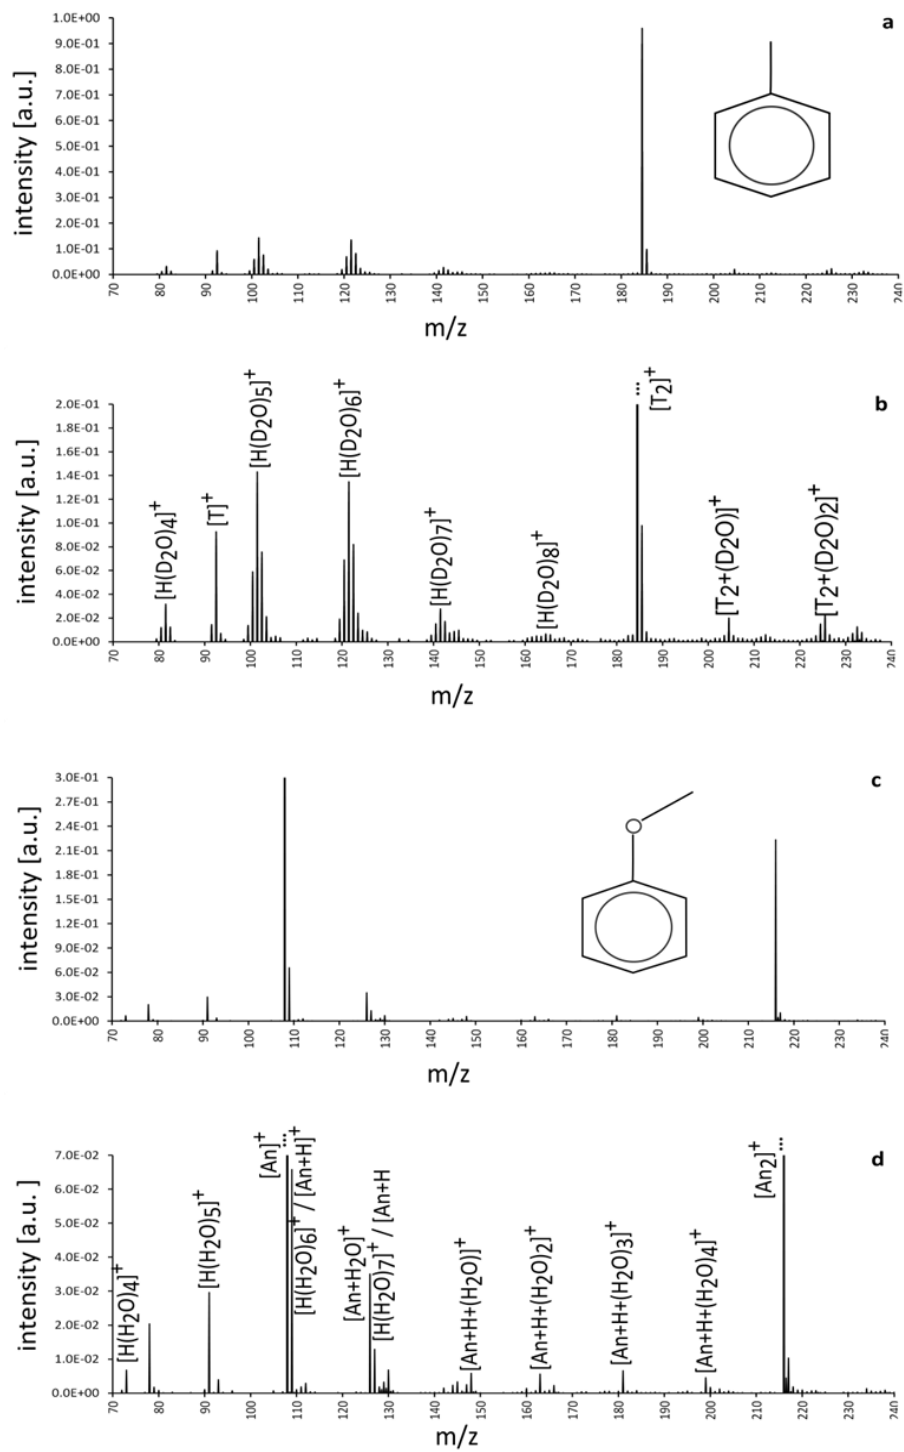 a
1.0E+00
9.0E-01
8.0E-01
7.0E-01
6.0E-01
5.0E-01
4.0E-01
3.0E-01
2.0E-01
1.0E-01
0.0E+00
intensity [a.u.]
70 80 90 100 110 120 130 140 150 160 170 180 190 200 210 220 230 240
m/z
b
2.0E-01
1.8E-01
1.6E-01
1.4E-01
1.2E-01
1.0E-01
8.0E-02
6.0E-02
4.0E-02
2.0E-02
0.0E+00
intensity [a.u.]
[H(D2O)4]+
[T]+
[H(D2O)5]+
[H(D2O)6]+
[H(D2O)7]+
[H(D2O)8]+
... [T2]+
[T2+(D2O)]+
[T2+(D2O)2]+
70 80 90 100 110 120 130 140 150 160 170 180 190 200 210 220 230 240
m/z
c
3.0E-01
2.7E-01
2.4E-01
2.1E-01
1.8E-01
1.5E-01
1.2E-01
9.0E-02
6.0E-02
3.0E-02
0.0E+00
intensity [a.u.]
O
70 80 90 100 110 120 130 140 150 160 170 180 190 200 210 220 230 240
m/z
d
7.0E-02
6.0E-02
5.0E-02
4.0E-02
3.0E-02
2.0E-02
1.0E-02
0.0E+00
intensity [a.u. ]
[H(H2O)4]+
[H(H2O)5]+
[An]+ ...
[H(H2O)6]+ / [An+H]+
[An+H2O]+
[H(H2O)7]+ / [An+H
[An+H+(H2O)]+
[An+H+(H2O)2]+
[An+H+(H2O)3]+
[An+H+(H2O)4]+
[An2]+ ...
70 80 90 100 110 120 130 140 150 160 170 180 190 200 210 220 230 240
m/z